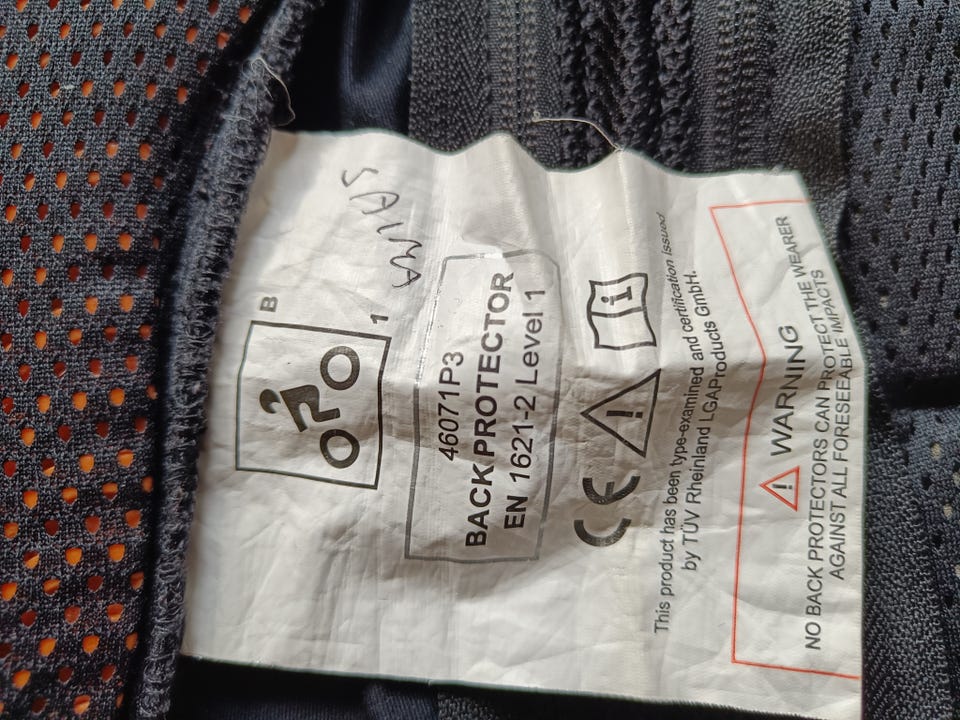 B
1
SAIMA
46071P3
BACK PROTECTOR
EN 1621-2 Level 1
CE
This product has been type-examined and certification issued
by TÜV Rheinland LGAProducts GmbH.
WARNING
NO BACK PROTECTORS CAN PROTECT THE WEARER
AGAINST ALL FORESEEABLE IMPACTS